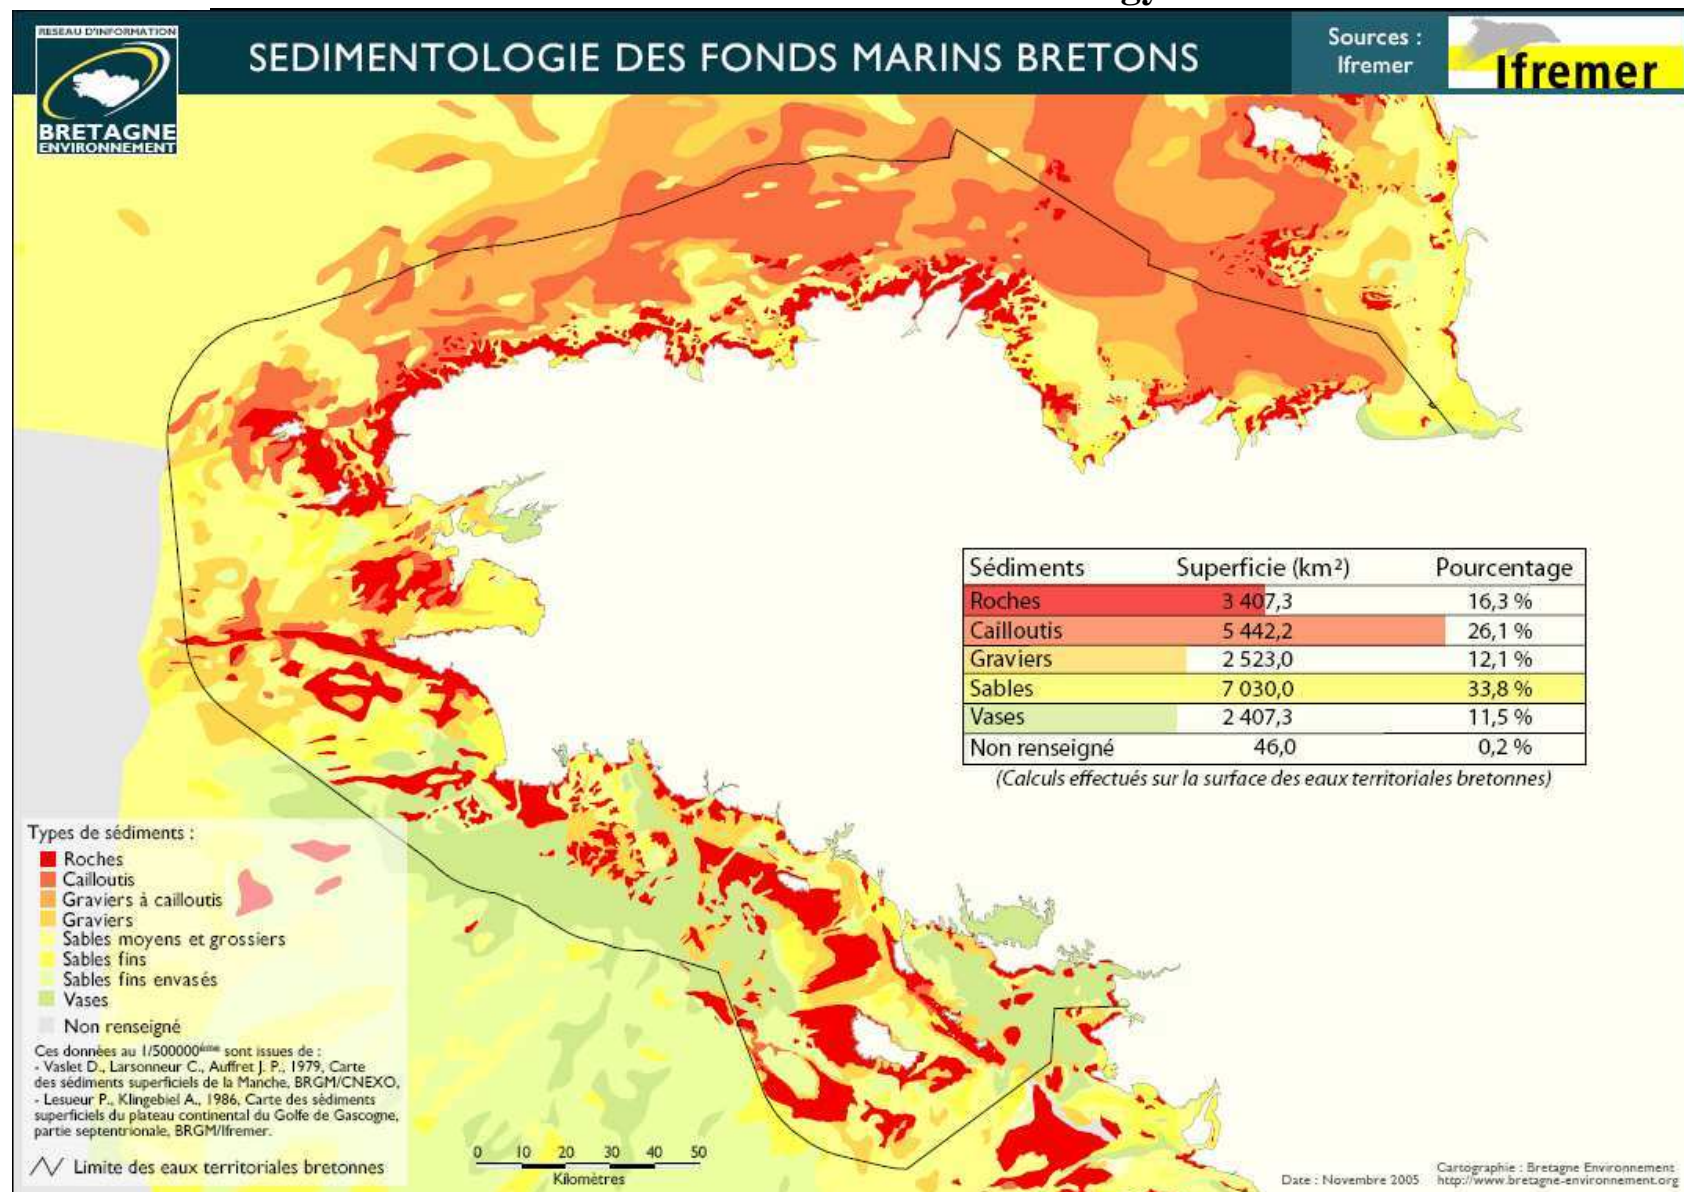 gy
RESEAU D'INFORMATION
BRETAGNE
ENVIRONNEMENT
SEDIMENTOLOGIE DES FONDS MARINS BRETONS
Sources :
Ifremer
Ifremer
Sédiments Superficie (km²) Pourcentage
Roches 3 407,3 16,3 %
Cailloutis 5 442,2 26,1 %
Graviers 2 523,0 12,1 %
Sables 7 030,0 33,8 %
Vases 2 407,3 11,5 %
Non renseigné 46,0 0,2 %
(Calculs effectués sur la surface des eaux territoriales bretonnes)
Types de sédiments :
Roches
Cailloutis
Graviers à cailloutis
Graviers
Sables moyens et grossiers
Sables fins
Sables fins envasés
Vases
Non renseigné
Ces données au 1/500000ème sont issues de :
- Vaslet D., Larsonneur C., Auffret J. P., 1979, Carte
des sédiments superficiels de la Manche, BRGM/CNEXO,
- Lesueur P., Klingebiel A., 1986, Carte des sédiments
superficiels du plateau continental du Golfe de Gascogne,
partie septentrionale, BRGM/Ifremer.
Limite des eaux territoriales bretonnes
0 10 20 30 40 50
Kilomètres
Date : Novembre 2005
Cartographie : Bretagne Environnement
http://www.bretagne-environnement.org